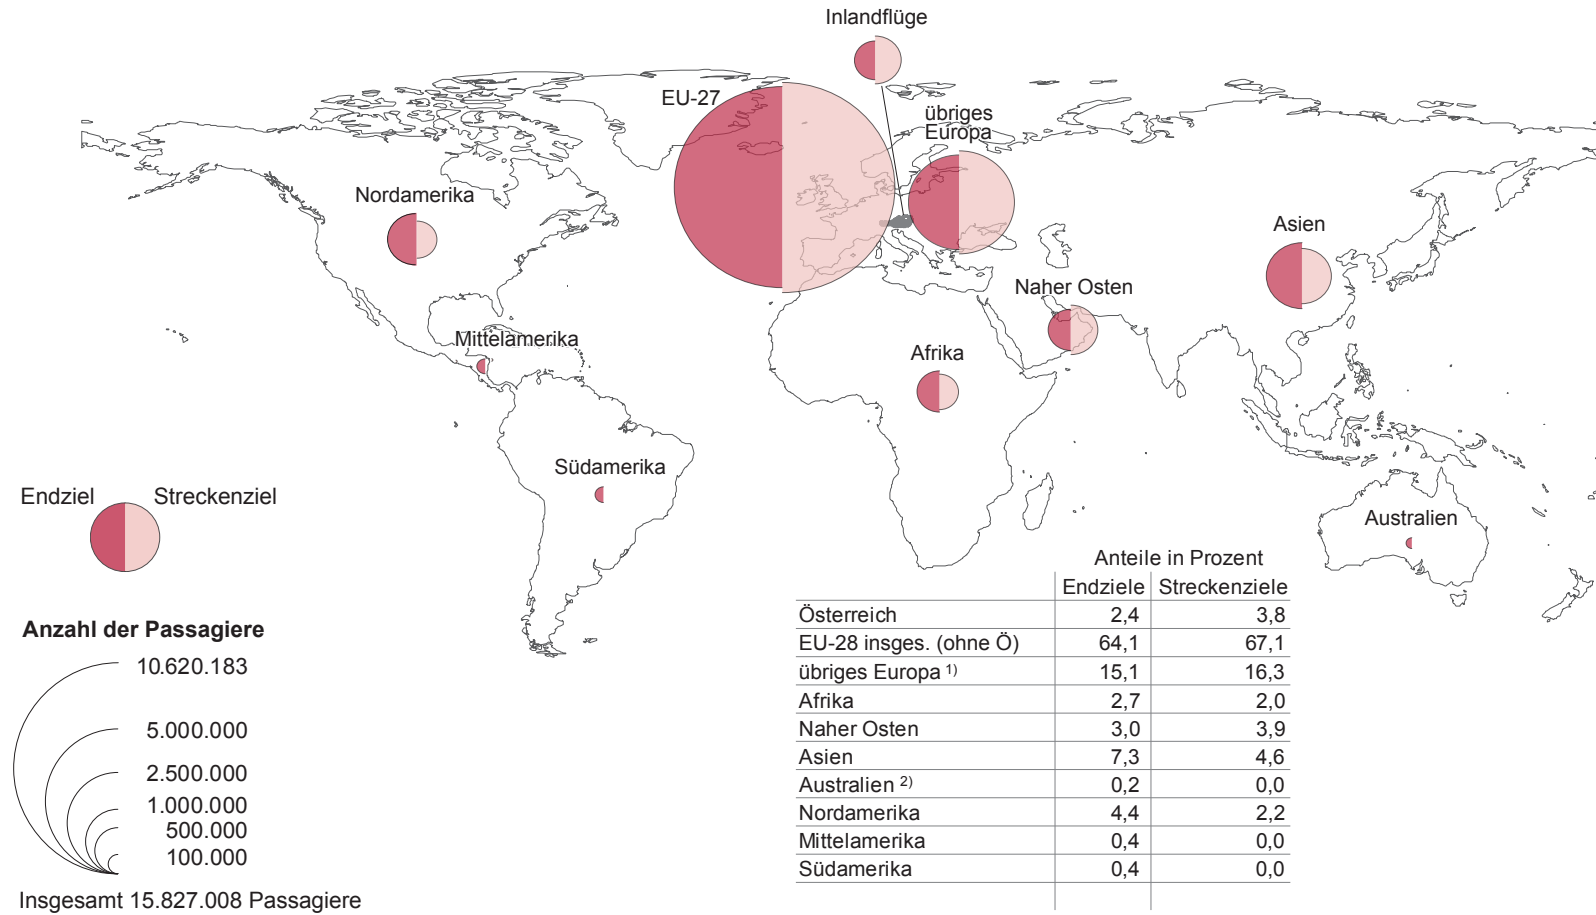 Inlandflüge
EU-27
übriges
Europa
Nordamerika
Asien
Naher Osten
Mittelamerika
Afrika
Südamerika
Australien
Endziel Streckenziel
Anzahl der Passagiere
10.620.183
5.000.000
2.500.000
1.000.000
500.000
100.000
Insgesamt 15.827.008 Passagiere
Anteile in Prozent
Endziele Streckenziele
Österreich 2,4 3,8
EU-28 insges. (ohne Ö) 64,1 67,1
übriges Europa 1) 15,1 16,3
Afrika 2,7 2,0
Naher Osten 3,0 3,9
Asien 7,3 4,6
Australien 2) 0,2 0,0
Nordamerika 4,4 2,2
Mittelamerika 0,4 0,0
Südamerika 0,4 0,0